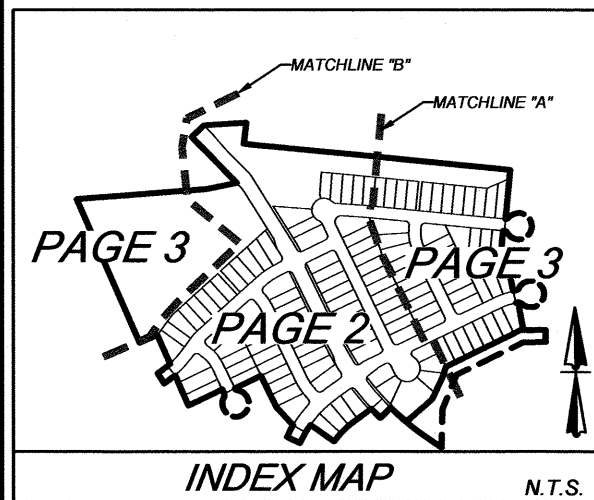 MATCHLINE "B"
MATCHLINE "A"
PAGE 3
PAGE 3
PAGE 2
INDEX MAP
N.T.S.